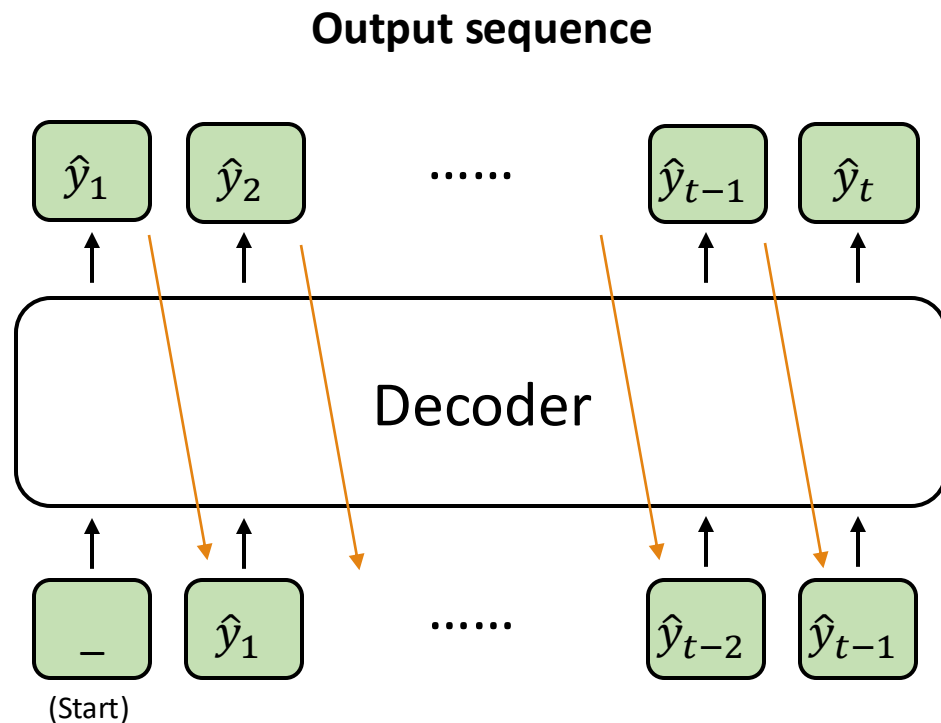 Output sequence
ŷ₁ ŷ₂ …… ŷₜ₋₁ ŷₜ
Decoder
_ ŷ₁ …… ŷₜ₋₂ ŷₜ₋₁
(Start)